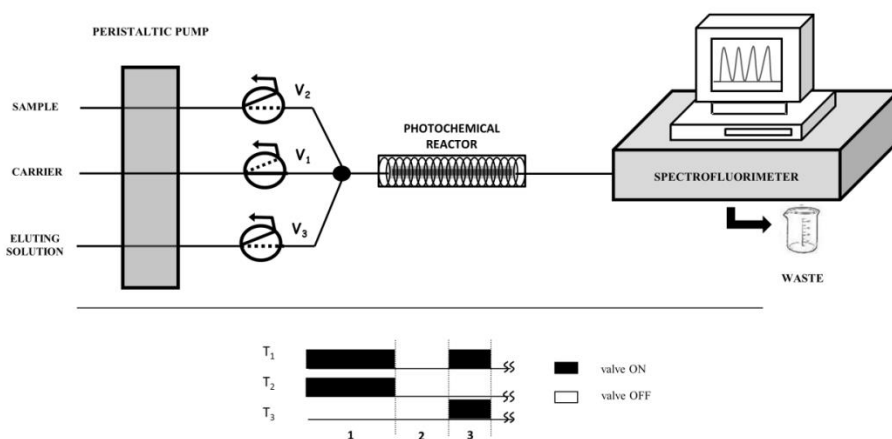 PERISTALTIC PUMP
SAMPLE
V2
PHOTOCHEMICAL
REACTOR
CARRIER
V1
SPECTROFLUORIMETER
ELUTING
SOLUTION
V3
WASTE
T1
valve ON
T2
valve OFF
T3
1 2 3